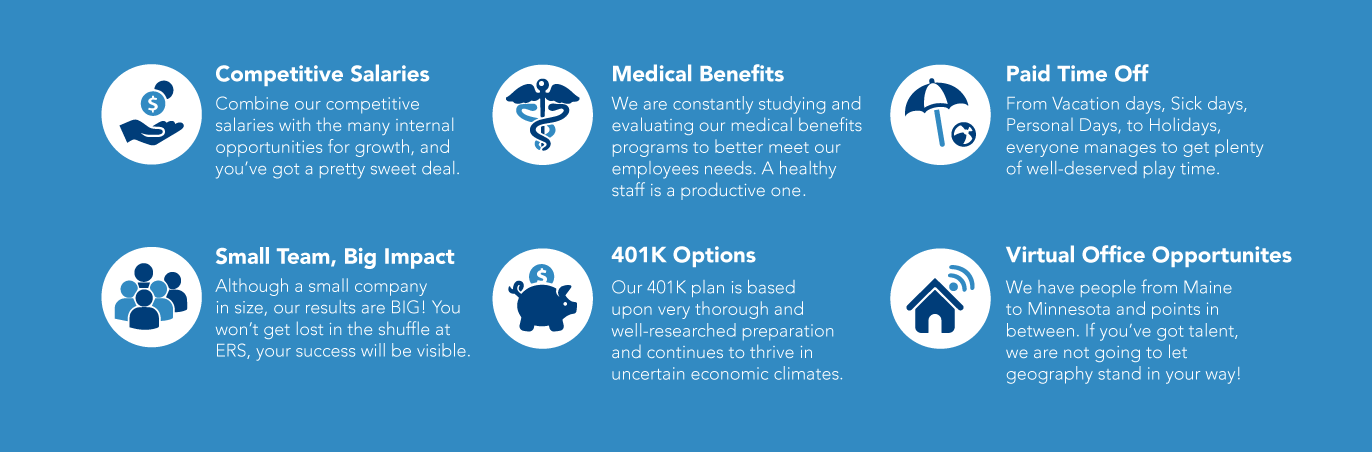 Competitive Salaries
Combine our competitive
salaries with the many internal
opportunities for growth, and
you've got a pretty sweet deal.
Medical Benefits
We are constantly studying and
evaluating our medical benefits
programs to better meet our
employees needs. A healthy
staff is a productive one.
Paid Time Off
From Vacation days, Sick days,
Personal Days, to Holidays,
everyone manages to get plenty
of well-deserved play time.
Small Team, Big Impact
Although a small company
in size, our results are BIG! You
won't get lost in the shuffle at
ERS, your success will be visible.
$
401K Options
Our 401K plan is based
upon very thorough and
well-researched preparation
and continues to thrive in
uncertain economic climates.
$
Virtual Office Opportunites
We have people from Maine
to Minnesota and points in
between. If you've got talent,
we are not going to let
geography stand in your way!